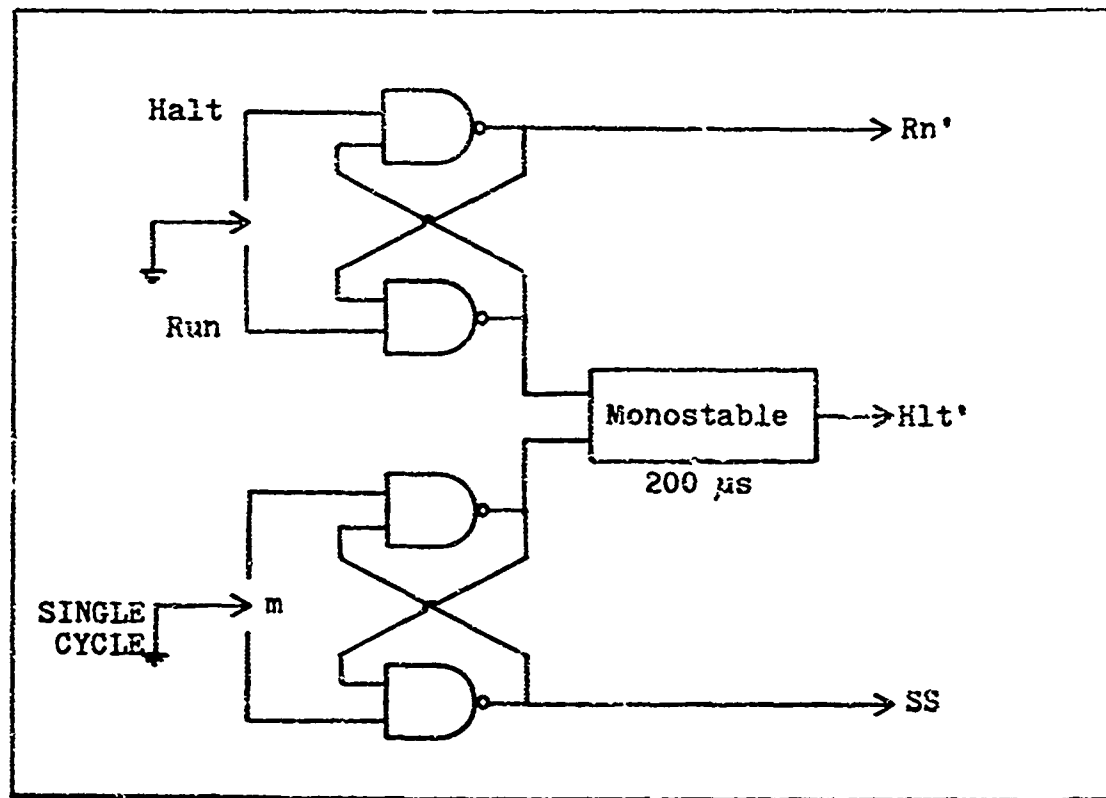 Halt
Rn'
Run
Monostable
Hlt'
200 µs
m
SINGLE
CYCLE
SS